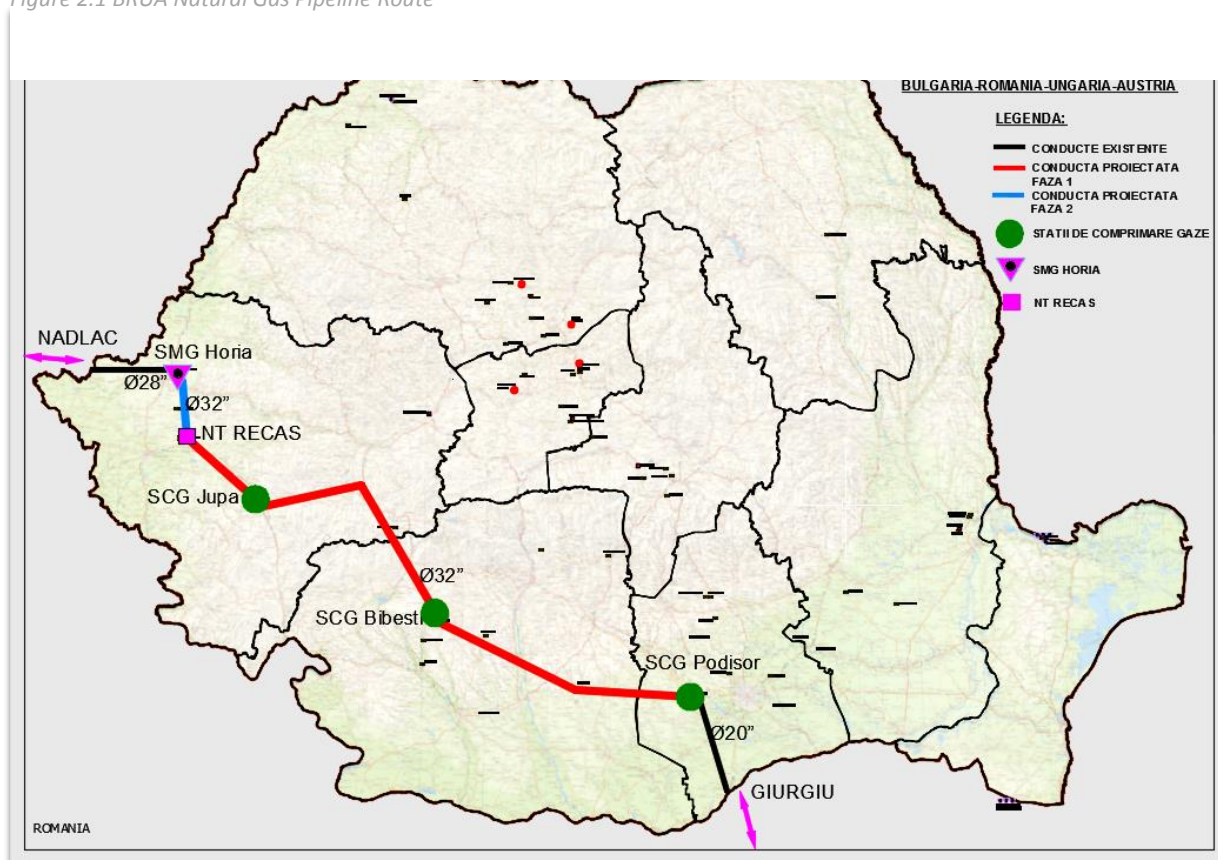 Figure 2.1 BRUA Natural Gas Pipeline Route
BULGARIA-ROMANIA-UNGARIA-AUSTRIA
LEGENDA:
CONDUCTE EXISTENTE
CONDUCTA PROIECTATA
FAZA 1
CONDUCTA PROIECTATA
FAZA 2
STATII DE COMPRIMARE GAZE
SMG HORIA
NT RECAS
NADLAC
SMG Horia
Ø28”
Ø32”
NT RECAS
SCG Jupa
Ø32”
SCG Bibesti
SCG Podisor
Ø20”
GIURGIU
ROMANIA